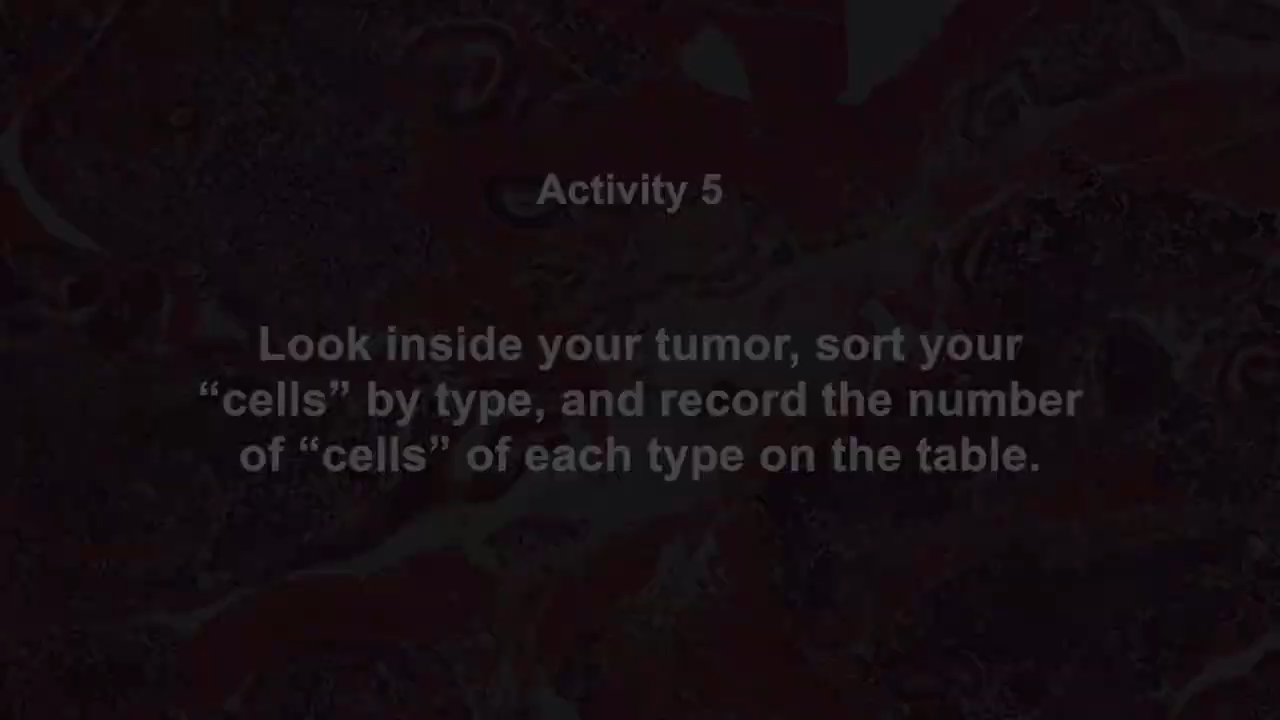 Activity 5
Look inside your tumor, sort your
“cells” by type, and record the number
of “cells” of each type on the table.